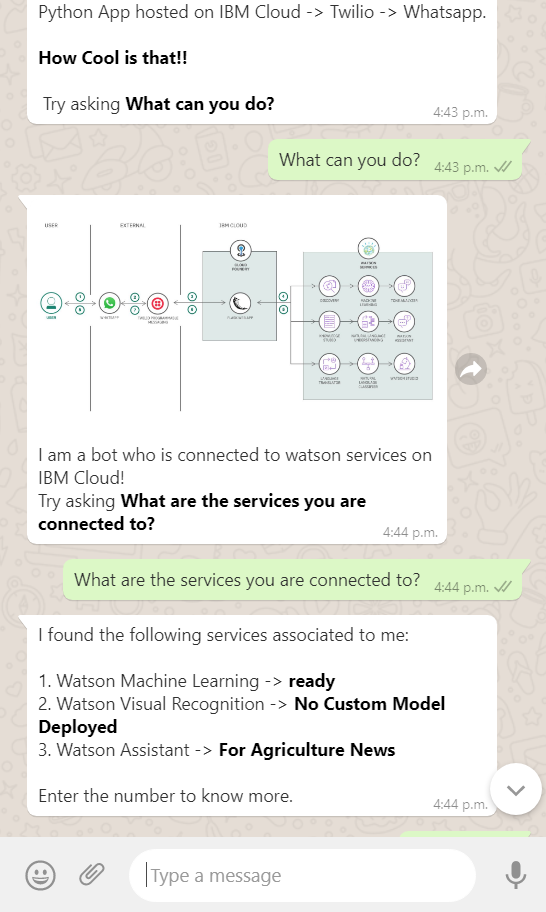 Python App hosted on IBM Cloud -> Twilio -> Whatsapp.
How Cool is that!!
Try asking What can you do?
4:43 p.m.
What can you do?
4:43 p.m.
USER
EXTERNAL
IBM CLOUD
CLOUD
FOUNDRY
WATSON
SERVICES
1
2
3
4
USER
WHATSAPP
TWILIO PROGRAMMABLE
MESSAGING
DISCOVERY
MACHINE
LEARNING
TONE ANALYZER
KNOWLEDGE
STUDIO
NATURAL LANGUAGE
UNDERSTANDING
WATSON
ASSISTANT
LANGUAGE
TRANSLATOR
NATURAL
LANGUAGE
CLASSIFIER
WATSON STUDIO
I am a bot who is connected to watson services on
IBM Cloud!
Try asking What are the services you are
connected to?
4:44 p.m.
What are the services you are connected to?
4:44 p.m.
I found the following services associated to me:
1. Watson Machine Learning -> ready
2. Watson Visual Recognition -> No Custom Model
Deployed
3. Watson Assistant -> For Agriculture News
Enter the number to know more.
4:44 p.m.
Type a message